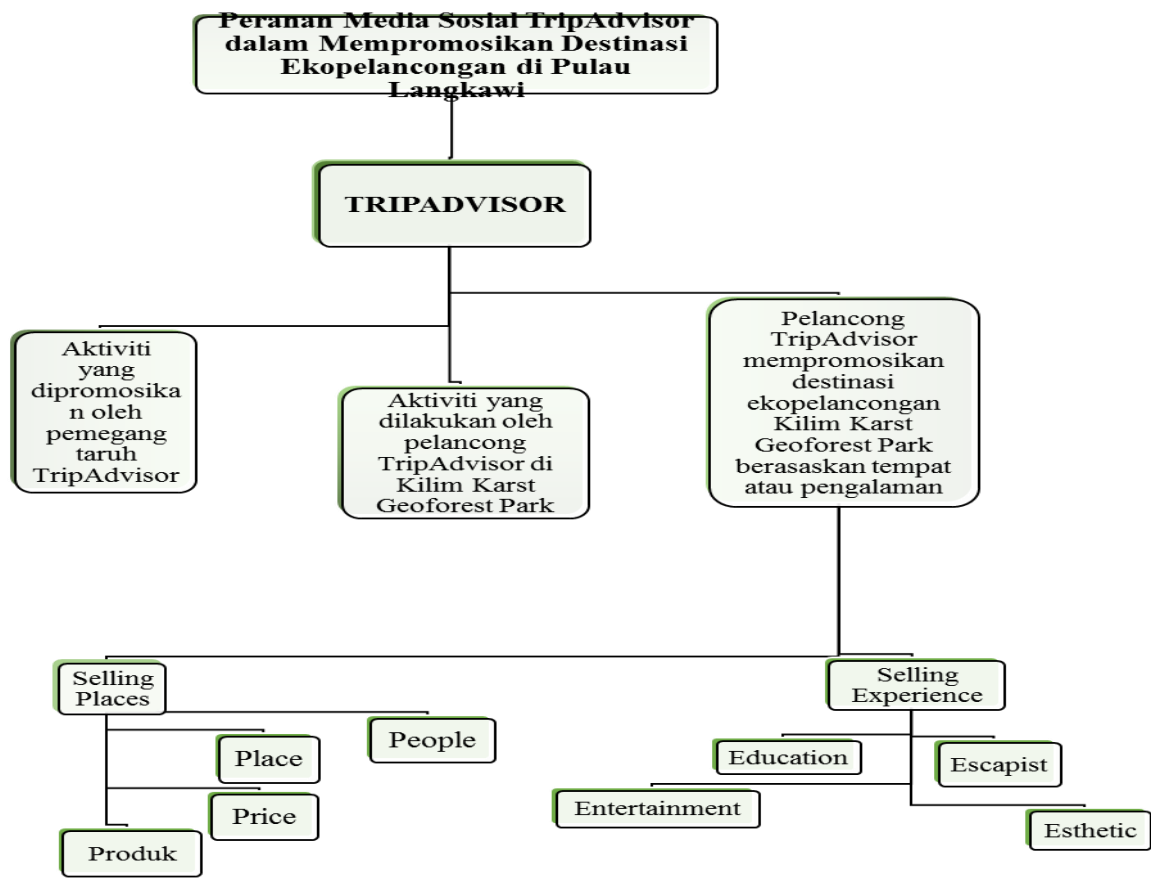 Peranan Media Sosial TripAdvisor
dalam Mempromosikan Destinasi
Ekopelancongan di Pulau
Langkawi
TRIPADVISOR
Aktiviti
yang
dipromosika
n oleh
pemegang
taruh
TripAdvisor
Aktiviti yang
dilakukan oleh
pelancong
TripAdvisor di
Kilim Karst
Geoforest Park
Pelancong
TripAdvisor
mempromosikan
destinasi
ekopelancongan
Kilim Karst
Geoforest Park
berasaskan tempat
atau pengalaman
Selling
Places
People
Place
Price
Produk
Selling
Experience
Education
Escapist
Entertainment
Esthetic